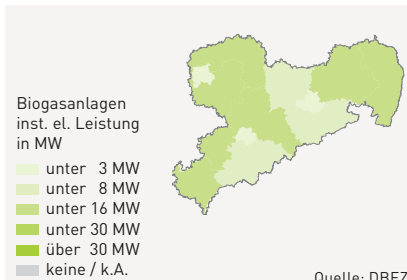 Biogasanlagen
inst. el. Leistung
in MW
unter 3 MW
unter 8 MW
unter 16 MW
unter 30 MW
über 30 MW
keine / k.A.
Quelle: DBFZ